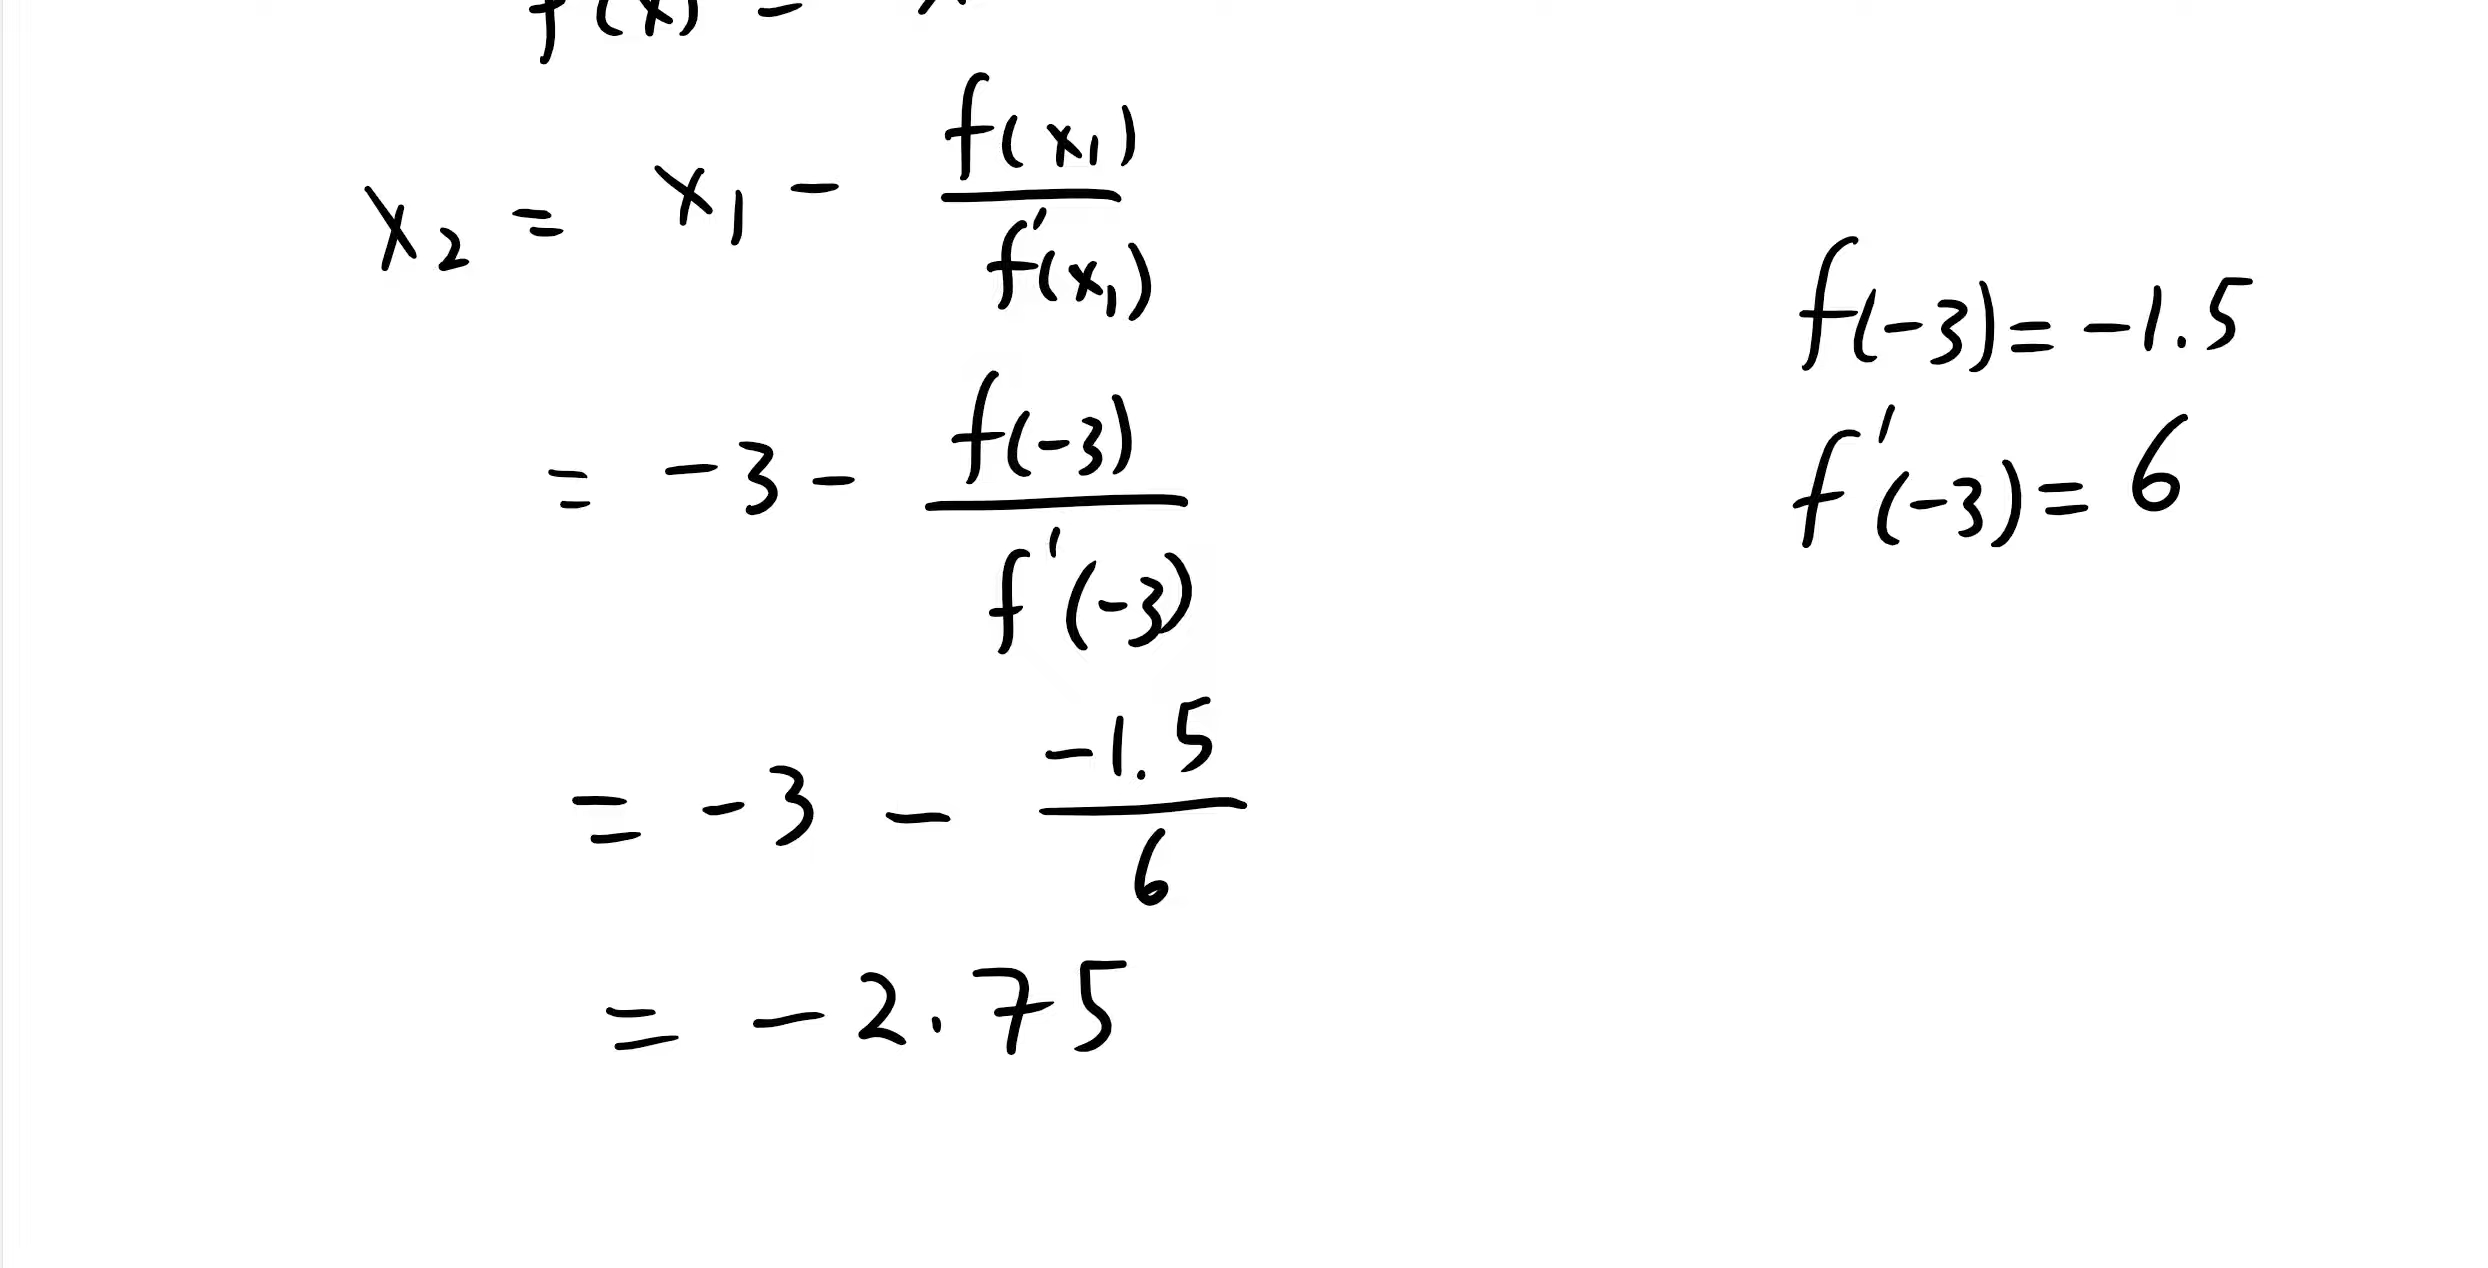 f(x) =
x₂ = x₁ - f(x₁) / f'(x₁)
= -3 - f(-3) / f'(-3)
= -3 - -1.5 / 6
= -2.75
f(-3) = -1.5
f'(-3) = 6